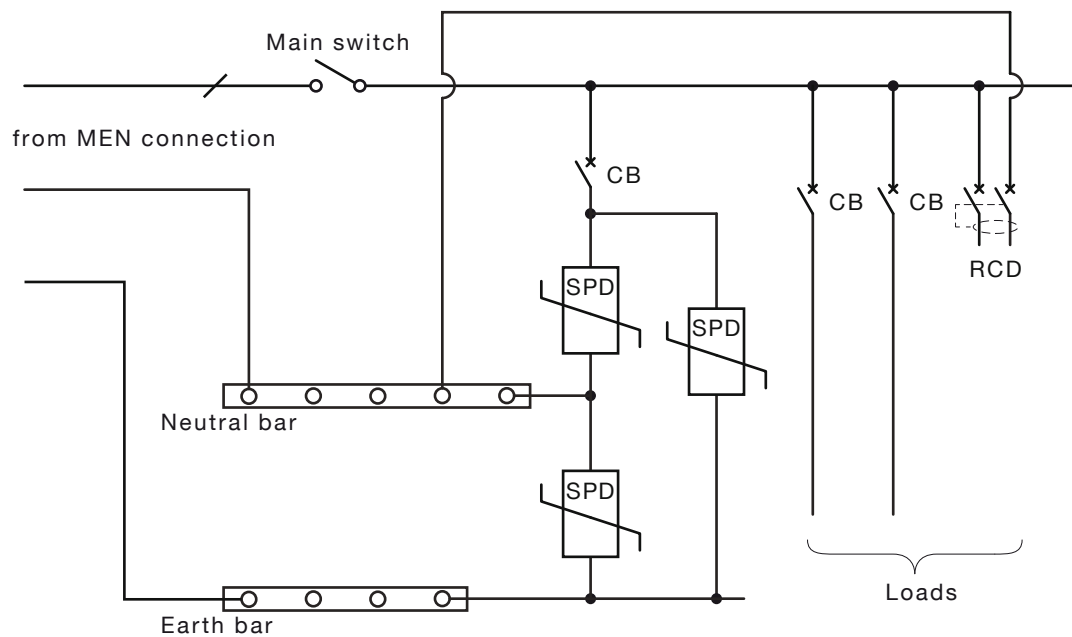 Main switch
from MEN connection
CB
CB
CB
RCD
SPD
SPD
Neutral bar
SPD
Loads
Earth bar